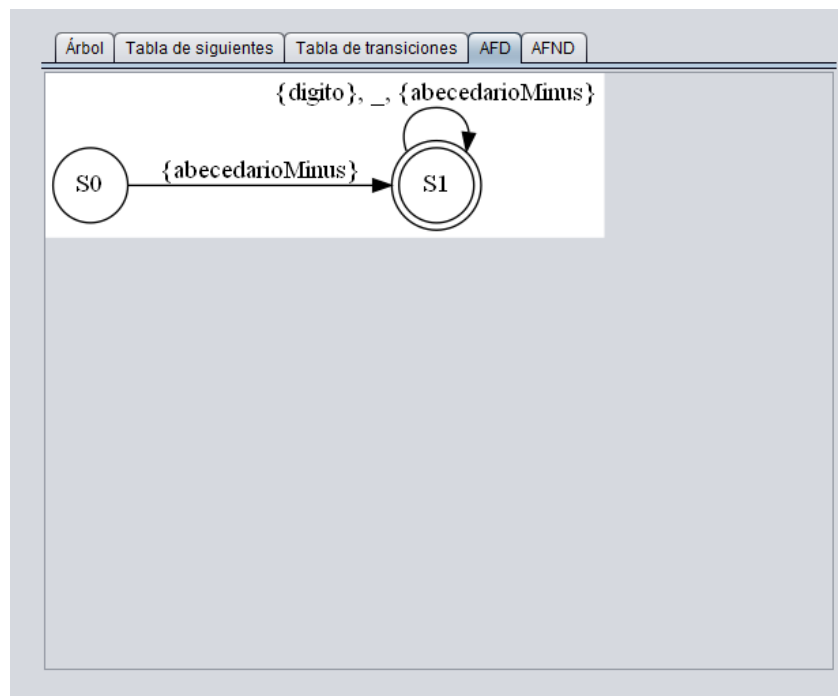 Árbol Tabla de siguientes Tabla de transiciones AFD AFND
{digito}, _, {abecedarioMinus}
S0 {abecedarioMinus} S1